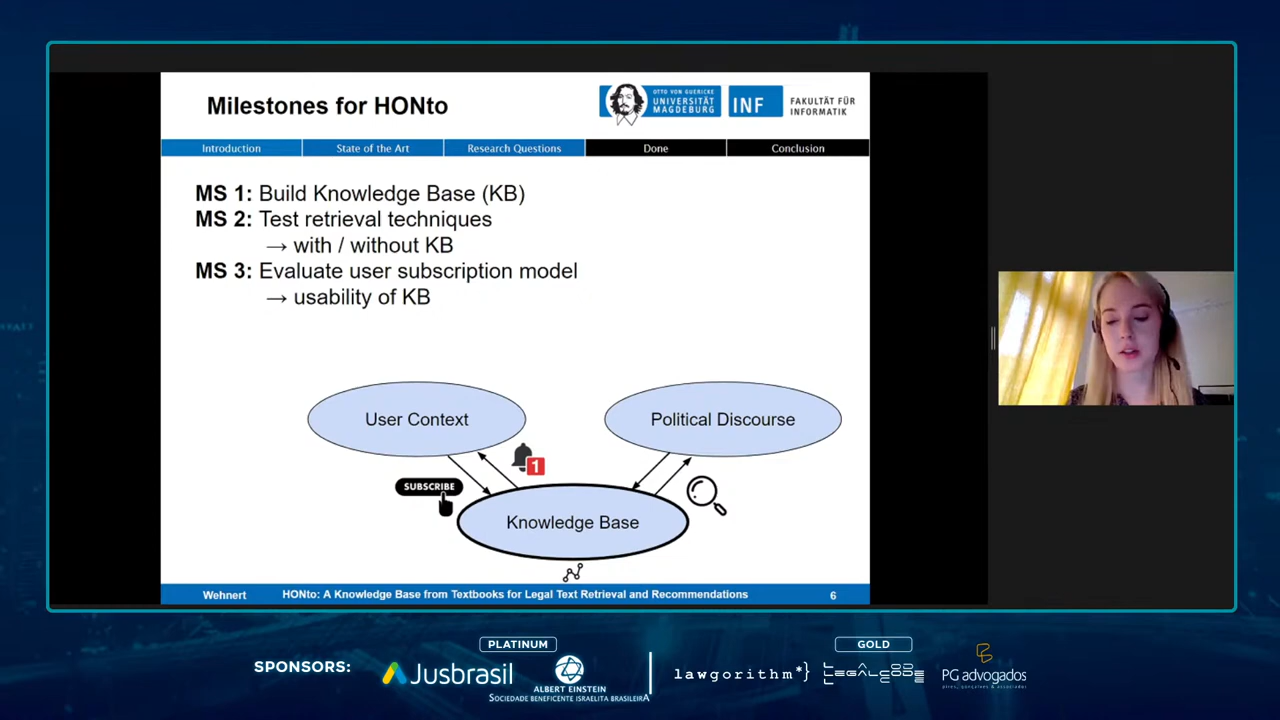 Milestones for HONto
OTTO VON GUERICKE
UNIVERSITÄT
MAGDEBURG
INF
FAKULTÄT FÜR
INFORMATIK
Introduction
State of the Art
Research Questions
Done
Conclusion
MS 1: Build Knowledge Base (KB)
MS 2: Test retrieval techniques
→ with / without KB
MS 3: Evaluate user subscription model
→ usability of KB
User Context
Political Discourse
1
SUBSCRIBE
Knowledge Base
Wehnert
HONto: A Knowledge Base from Textbooks for Legal Text Retrieval and Recommendations
6
PLATINUM
GOLD
SPONSORS:
Jusbrasil
ALBERT EINSTEIN
SOCIEDADE BENEFICENTE ISRAELITA BRASILEIRA
lawgorithm*}
LEGALCODE
PG advogados